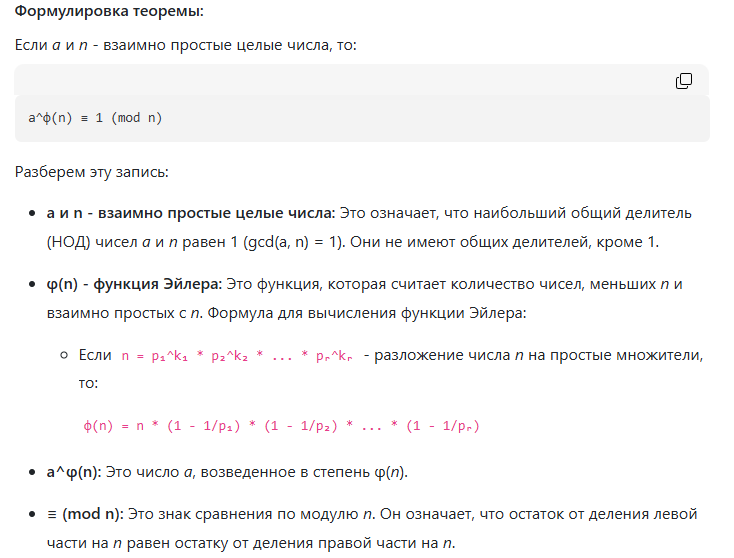 Формулировка теоремы:
Если a и n - взаимно простые целые числа, то:
a^φ(n) ≡ 1 (mod n)
Разберем эту запись:
• a и n - взаимно простые целые числа: Это означает, что наибольший общий делитель
(НОД) чисел a и n равен 1 (gcd(a, n) = 1). Они не имеют общих делителей, кроме 1.
• φ(n) - функция Эйлера: Это функция, которая считает количество чисел, меньших n и
взаимно простых с n. Формула для вычисления функции Эйлера:
○ Если n = p₁^k₁ * p₂^k₂ * ... * pᵣ^kᵣ - разложение числа n на простые множители,
то:
φ(n) = n * (1 - 1/p₁) * (1 - 1/p₂) * ... * (1 - 1/pᵣ)
• a^φ(n): Это число a, возведенное в степень φ(n).
• ≡ (mod n): Это знак сравнения по модулю n. Он означает, что остаток от деления левой
части на n равен остатку от деления правой части на n.